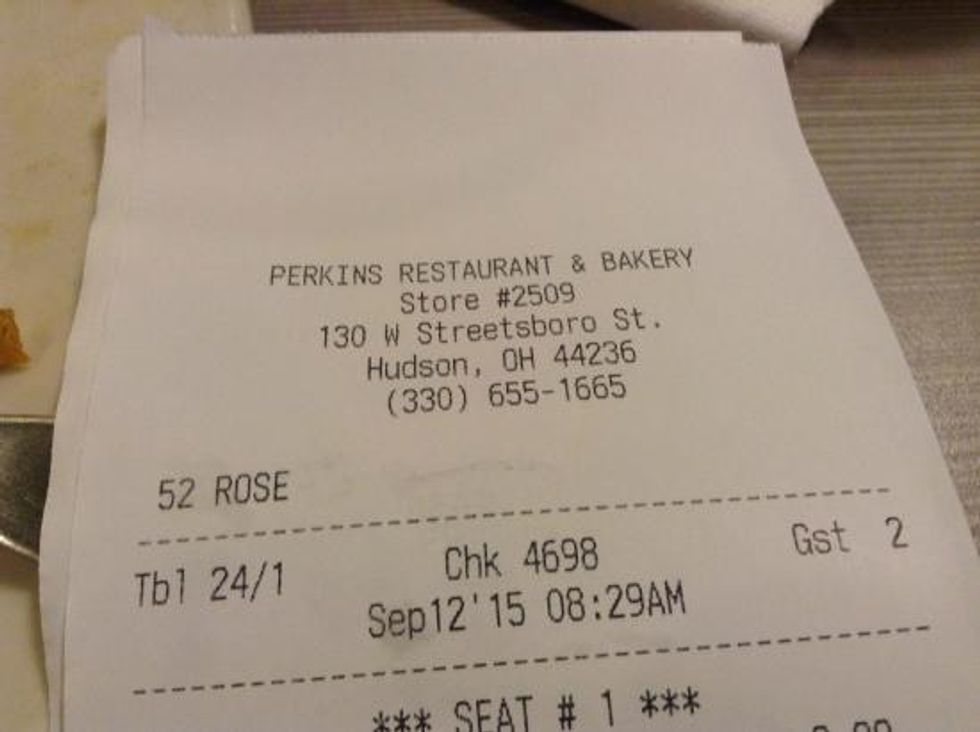 PERKINS RESTAURANT & BAKERY
Store #2509
130 W Streetsboro St.
Hudson, OH 44236
(330) 655-1665
52 ROSE
Tbl 24/1 Chk 4698 Gst 2
Sep12'15 08:29AM
*** SEAT # 1 ***